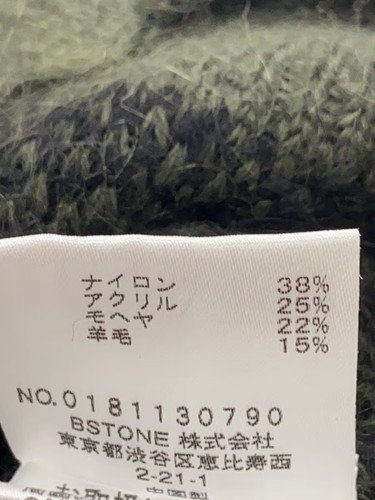 ナイロン 38%
アクリル 25%
モヘヤ 22%
羊毛 15%
NO.0181130790
BSTONE 株式会社
東京都渋谷区恵比寿西
2-21-1